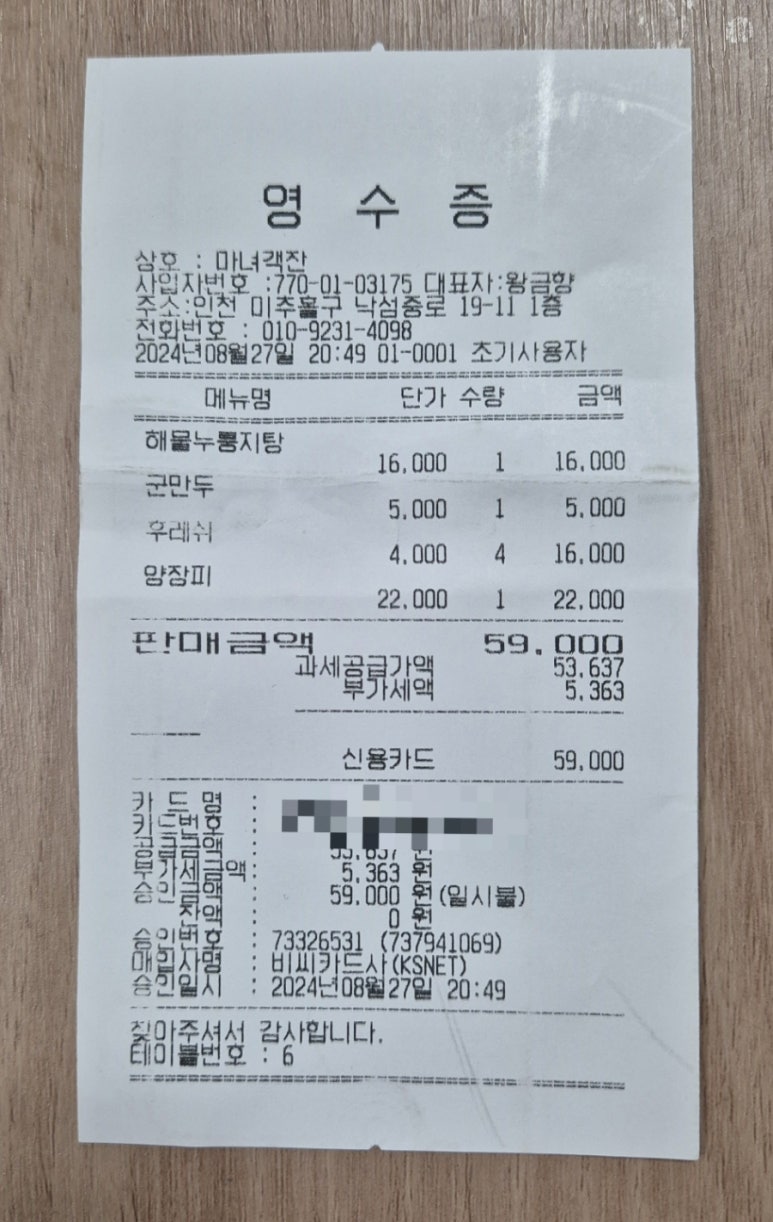 영 수 증
상호 : 마녀객잔
사업자번호 :770-01-03175 대표자:왕금향
주소:인천 미추홀구 낙섬중로 19-11 1층
전화번호 : 010-9231-4098
2024년08월27일 20:49 01-0001 초기사용자
메뉴명 단가 수량 금액
해물누룽지탕
16,000 1 16,000
군만두
5,000 1 5,000
후레쉬
4,000 4 16,000
양장피
22,000 1 22,000
판매금액 59,000
과세공급가액 53,637
부가세액 5,363
신용카드 59,000
카 드 명 :
카드번호 :
공급금액 : 53,637 원
부가세금액: 5,363 원
승인금액 : 59,000 원(일시불)
잔액 : 0 원
승인번호 : 73326531 (737941069)
매입사명 : 비씨카드사(KSNET)
승인일시 : 2024년08월27일 20:49
찾아주셔서 감사합니다.
테이블번호 : 6